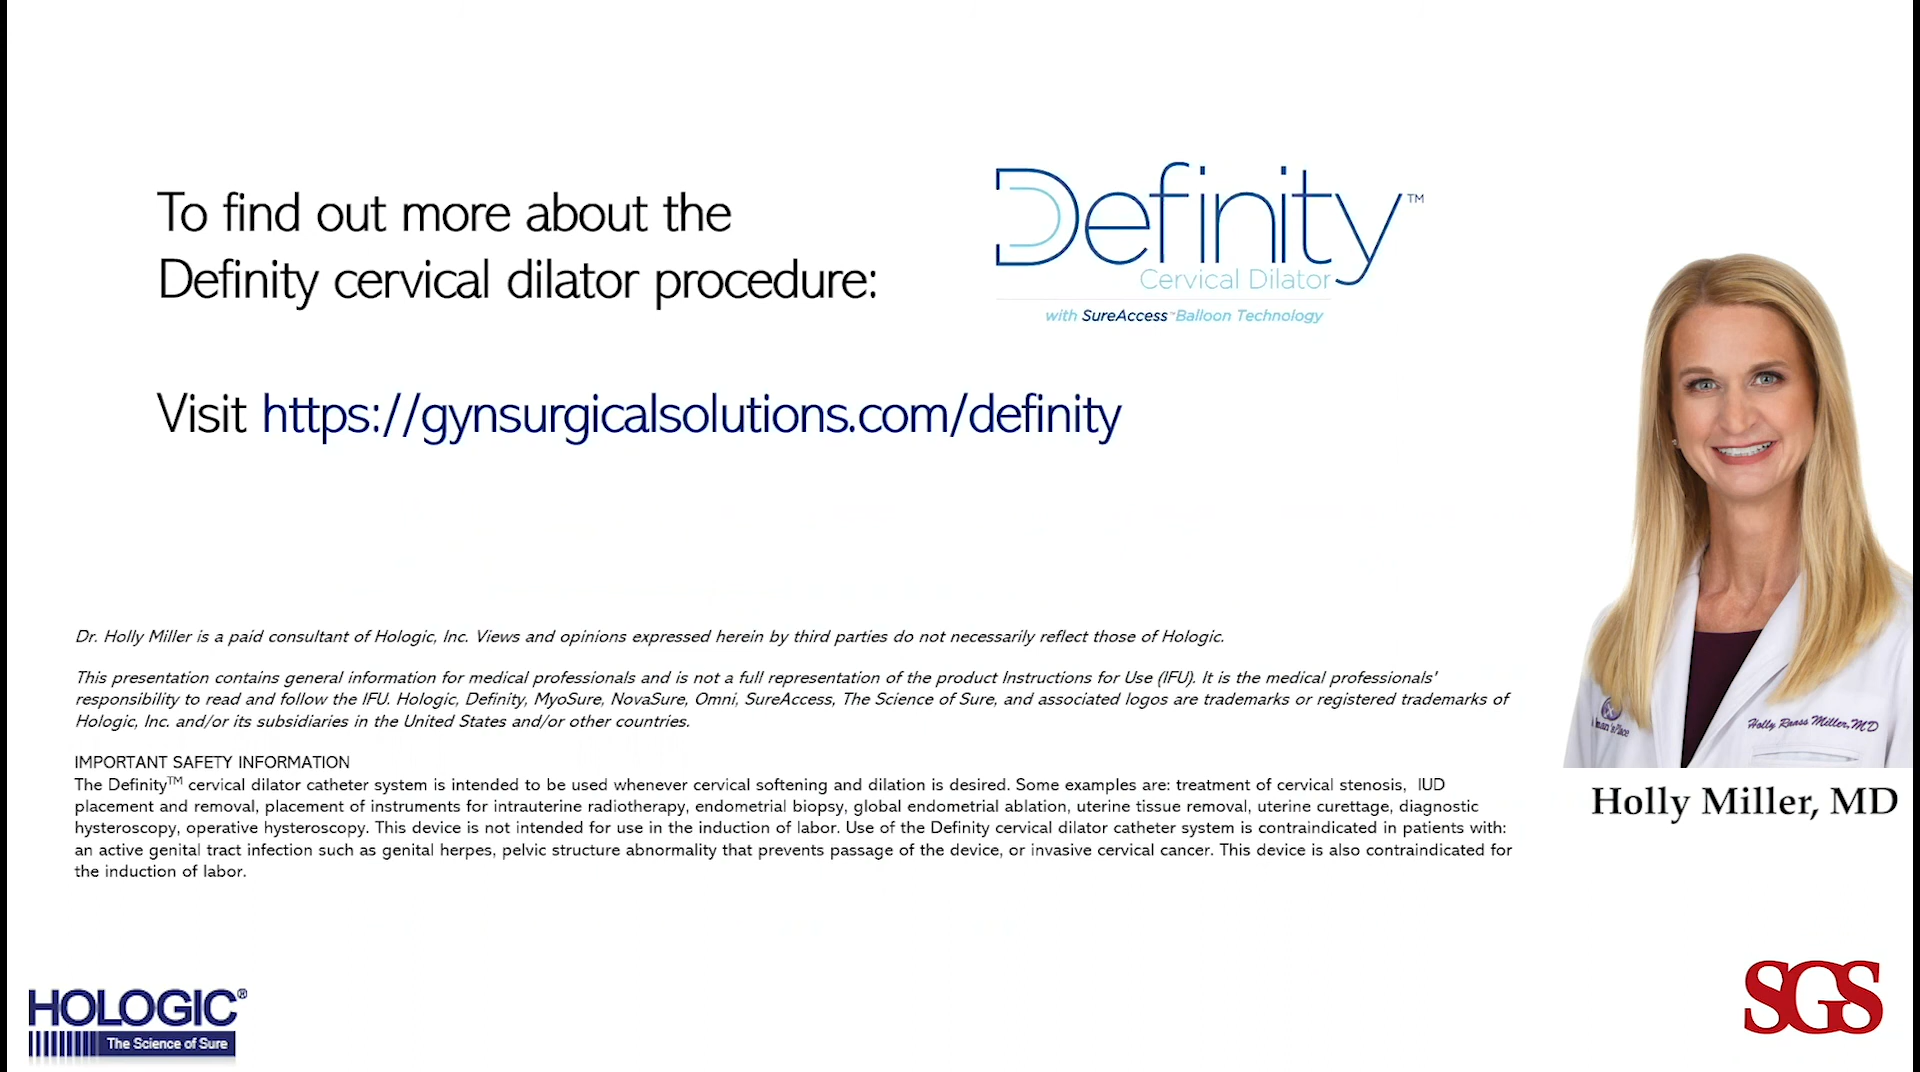 To find out more about the
Definity cervical dilator procedure:
Definity™
Cervical Dilator
with SureAccess™ Balloon Technology
Visit https://gynsurgicalsolutions.com/definity
Dr. Holly Miller is a paid consultant of Hologic, Inc. Views and opinions expressed herein by third parties do not necessarily reflect those of Hologic.
This presentation contains general information for medical professionals and is not a full representation of the product Instructions for Use (IFU). It is the medical professionals'
responsibility to read and follow the IFU. Hologic, Definity, MyoSure, NovaSure, Omni, SureAccess, The Science of Sure, and associated logos are trademarks or registered trademarks of
Hologic, Inc. and/or its subsidiaries in the United States and/or other countries.
IMPORTANT SAFETY INFORMATION
The Definity™ cervical dilator catheter system is intended to be used whenever cervical softening and dilation is desired. Some examples are: treatment of cervical stenosis, IUD
placement and removal, placement of instruments for intrauterine radiotherapy, endometrial biopsy, global endometrial ablation, uterine tissue removal, uterine curettage, diagnostic
hysteroscopy, operative hysteroscopy. This device is not intended for use in the induction of labor. Use of the Definity cervical dilator catheter system is contraindicated in patients with:
an active genital tract infection such as genital herpes, pelvic structure abnormality that prevents passage of the device, or invasive cervical cancer. This device is also contraindicated for
the induction of labor.
Holly Raass Miller, MD
Holly Miller, MD
HOLOGIC®
The Science of Sure
SGS